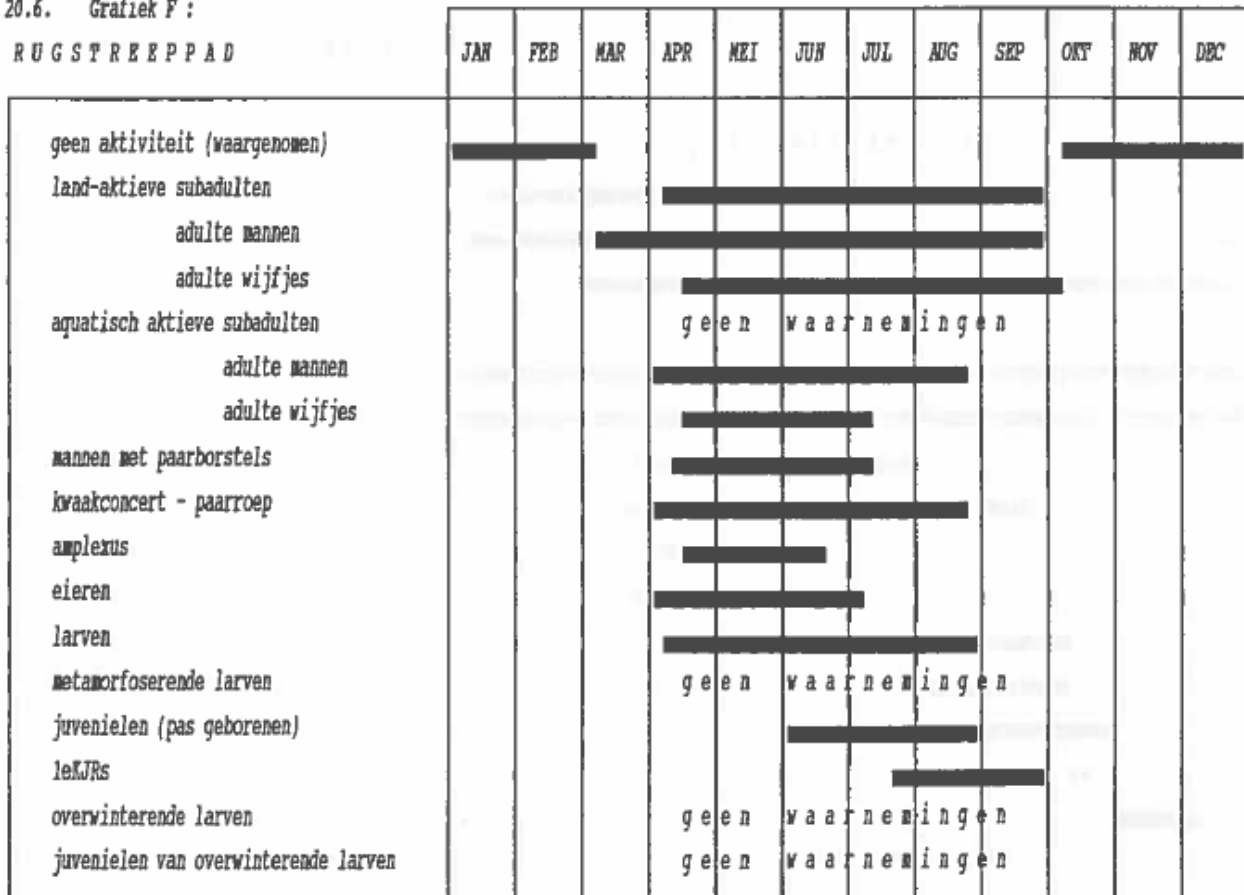 20.6. Grafiek F :
RUGSTREEPPAD JAN FEB MAR APR MEI JUN JUL AUG SEP OKT NOV DEC
geen aktiviteit (waargenomen)
land-aktieve subadulten
adulte mannen
adulte wijfjes
aquatisch aktieve subadulten geen waarnemingen
adulte mannen
adulte wijfjes
mannen met paarborstels
kwaakconcert - paarroep
amplexus
eieren
larven
metamorfoserende larven geen waarnemingen
juvenielen (pas geborenen)
1eKJRs
overwinterende larven geen waarnemingen
juvenielen van overwinterende larven geen waarnemingen